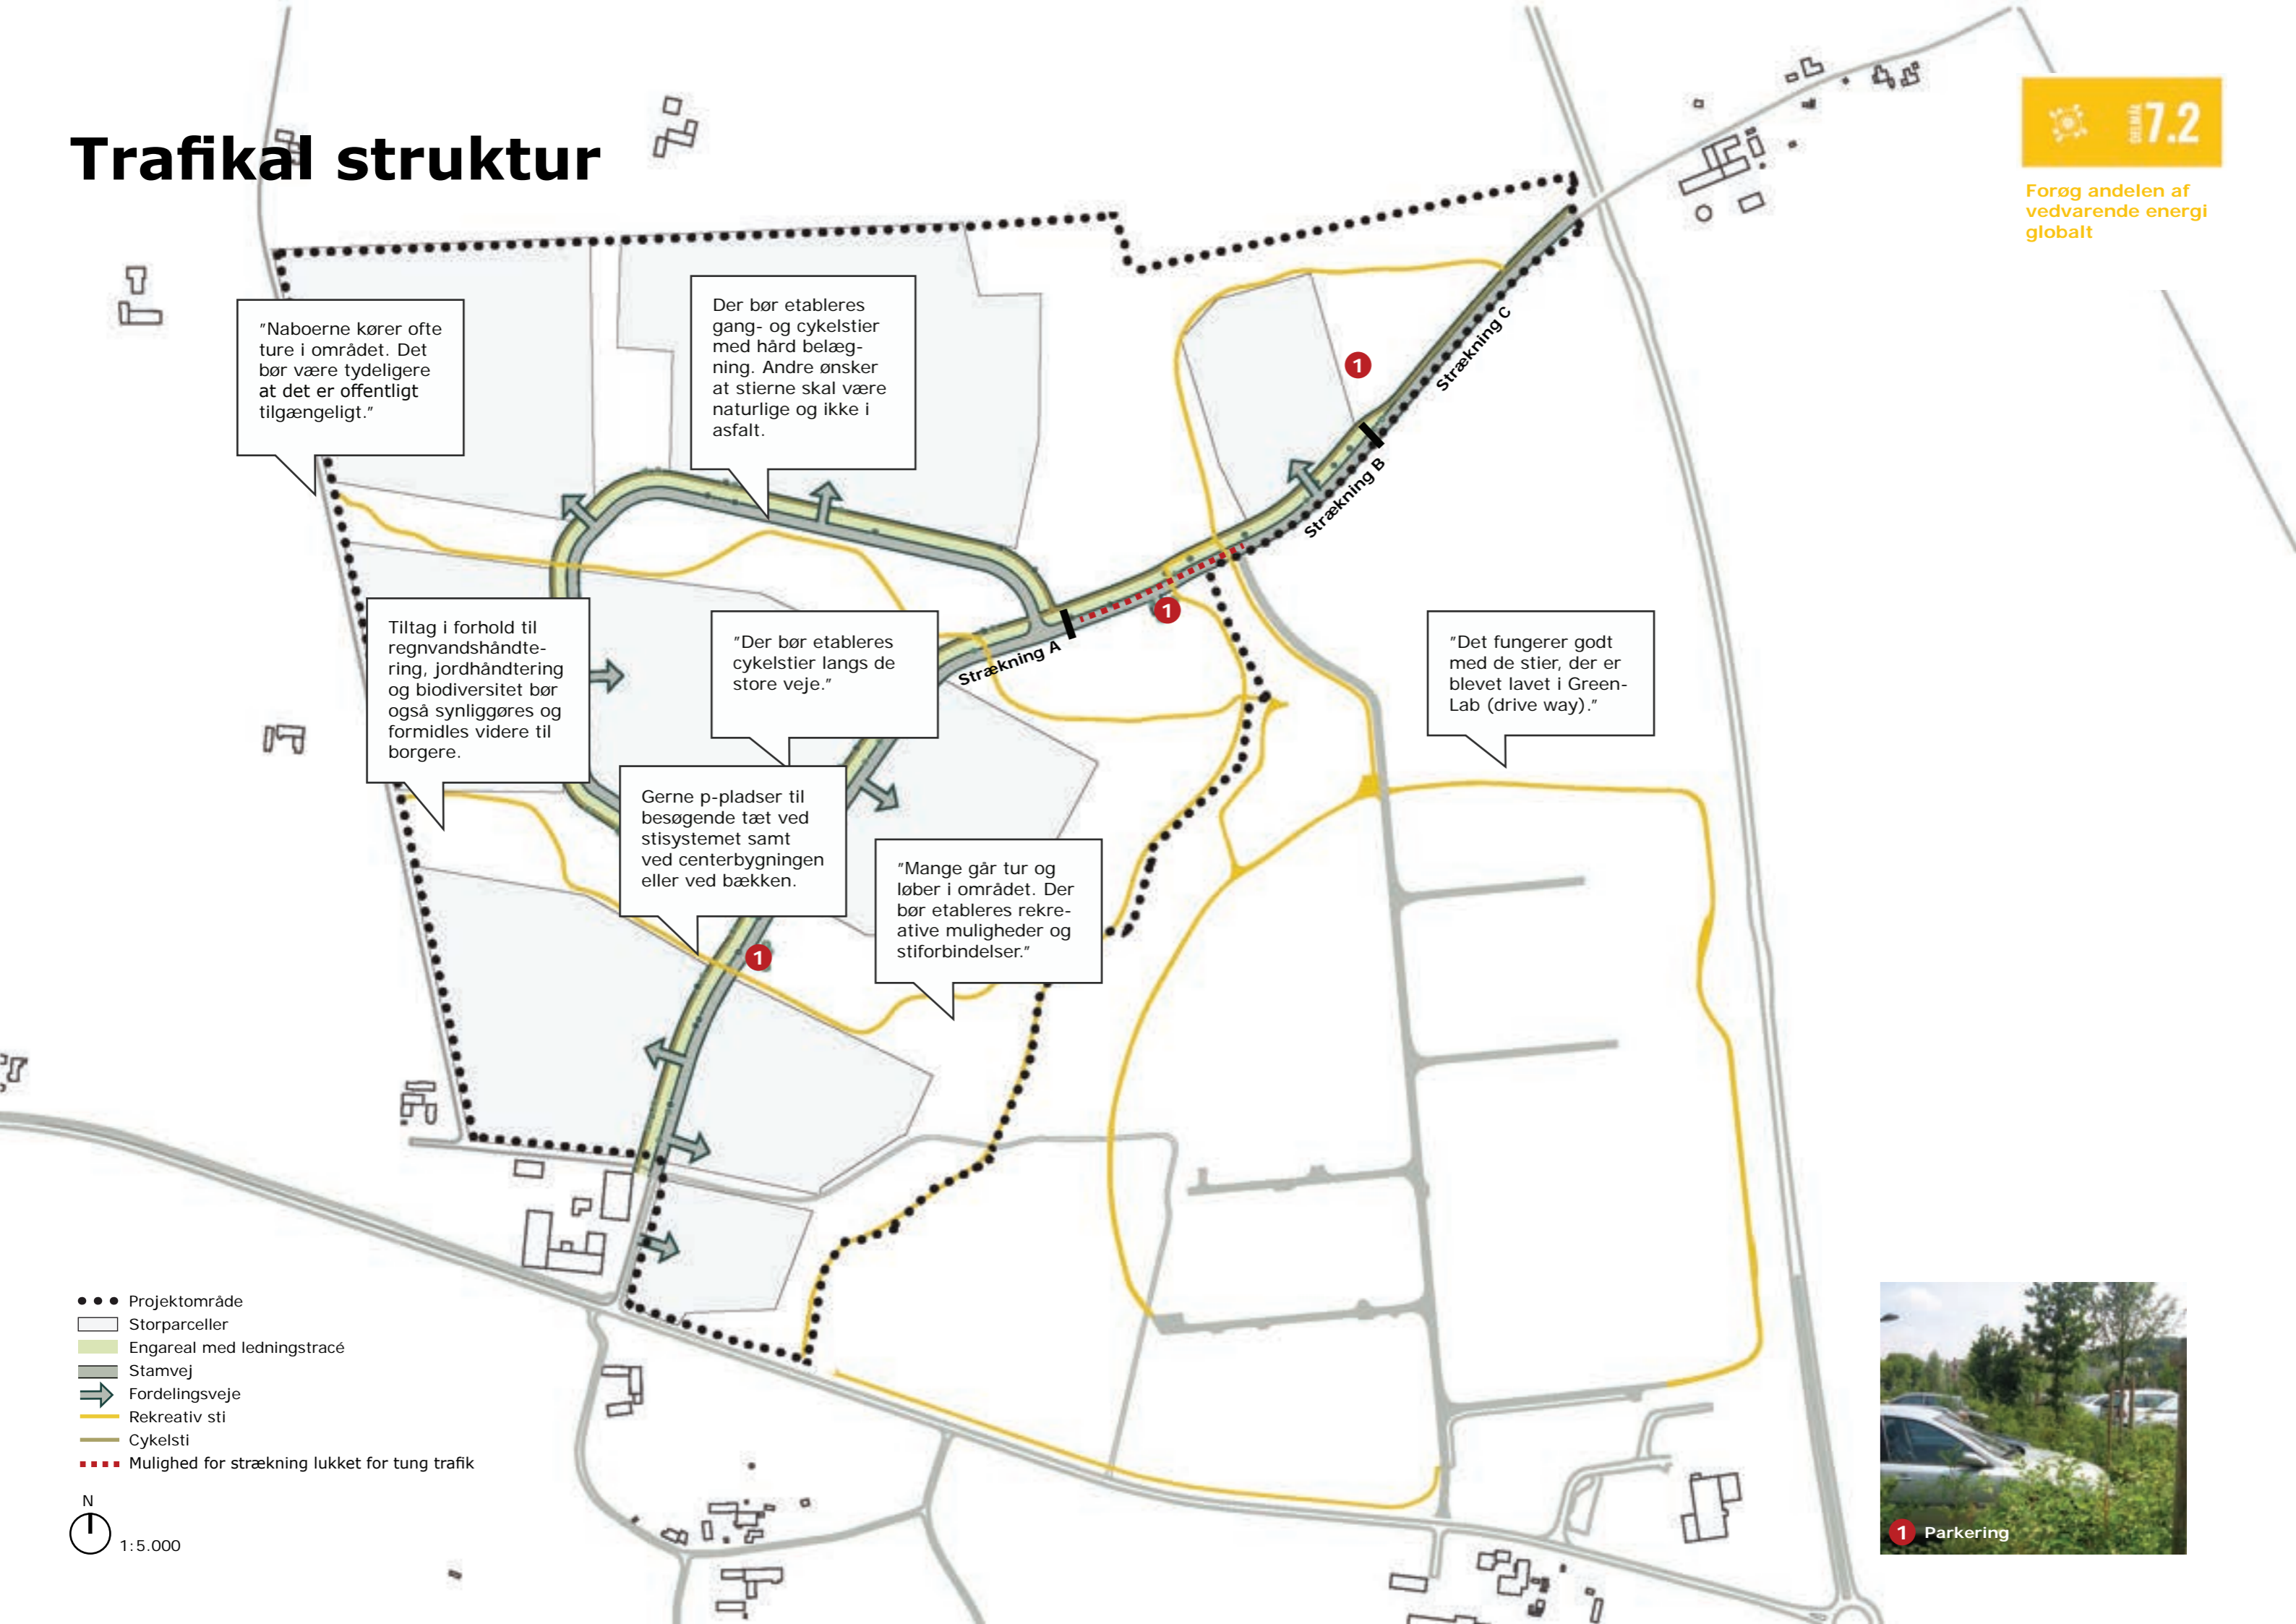 Trafikal struktur
DELMÅL 7.2
Forøg andelen af
vedvarende energi
globalt
"Naboerne kører ofte
ture i området. Det
bør være tydeligere
at det er offentligt
tilgængeligt."
Der bør etableres
gang- og cykelstier
med hård belæg-
ning. Andre ønsker
at stierne skal være
naturlige og ikke i
asfalt.
1
Strækning C
Strækning B
1
Strækning A
Tiltag i forhold til
regnvandshåndte-
ring, jordhåndtering
og biodiversitet bør
også synliggøres og
formidles videre til
borgere.
"Der bør etableres
cykelstier langs de
store veje."
"Det fungerer godt
med de stier, der er
blevet lavet i Green-
Lab (drive way)."
Gerne p-pladser til
besøgende tæt ved
stisystemet samt
ved centerbygningen
eller ved bækken.
"Mange går tur og
løber i området. Der
bør etableres rekre-
ative muligheder og
stiforbindelser."
1
Projektområde
Storparceller
Engareal med ledningstracé
Stamvej
Fordelingsveje
Rekreativ sti
Cykelsti
Mulighed for strækning lukket for tung trafik
N
1:5.000
1 Parkering